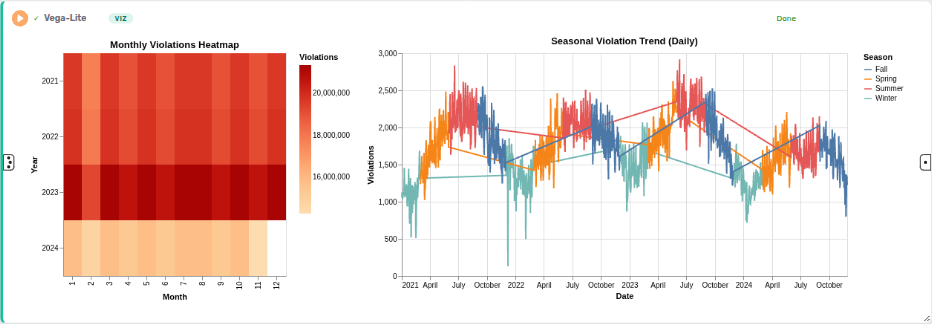 ✓ Vega-Lite VIZ Done
Monthly Violations Heatmap
Violations
20,000,000
18,000,000
16,000,000
2021
2022
2023
2024
Year
1 2 3 4 5 6 7 8 9 10 11 12
Month
Seasonal Violation Trend (Daily)
3,000
2,500
2,000
1,500
1,000
500
0
Violations
2021 April July October 2022 April July October 2023 April July October 2024 April July October
Date
Season
Fall
Spring
Summer
Winter